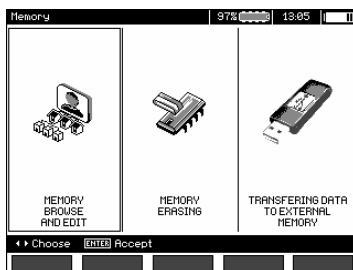 Memory 97% 13:05
MEMORY
BROWSE
AND EDIT
MEMORY
ERASING
TRANSFERING DATA
TO EXTERNAL
MEMORY
Choose ENTER Accept